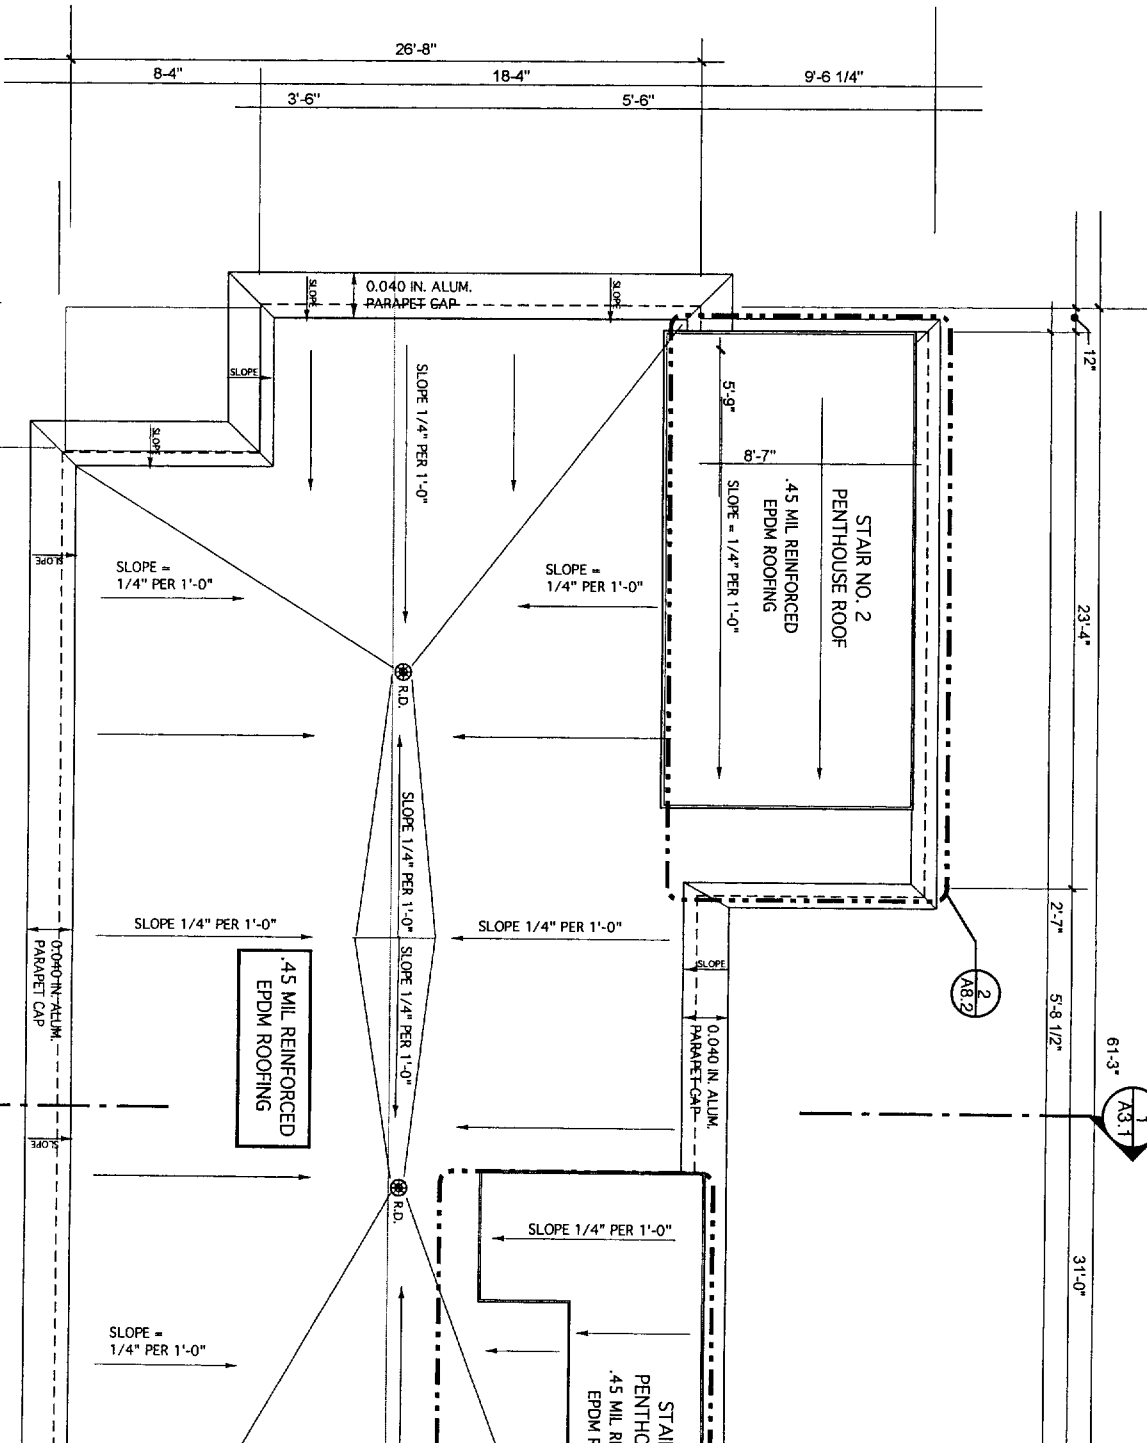 26'-8"
8-4"
18'-4"
9'-6 1/4"
3'-6"
5'-6"
SLOPE
0.040 IN. ALUM.
PARAPET CAP
SLOPE
12"
SLOPE
SLOPE 1/4" PER 1'-0"
5'-9"
8'-7"
SLOPE
STAIR NO. 2
PENTHOUSE ROOF
.45 MIL REINFORCED
EPDM ROOFING
SLOPE = 1/4" PER 1'-0"
SLOPE
SLOPE =
1/4" PER 1'-0"
SLOPE =
1/4" PER 1'-0"
23'-4"
R.D.
SLOPE 1/4" PER 1'-0"
SLOPE 1/4" PER 1'-0"
SLOPE 1/4" PER 1'-0"
SLOPE 1/4" PER 1'-0"
2'-7"
0.040 IN. ALUM.
PARAPET CAP
.45 MIL REINFORCED
EPDM ROOFING
SLOPE
2
A8.2
5'-8 1/2"
0.040 IN. ALUM.
PARAPET CAP
61'-3"
1
A3.1
SLOPE
R.D.
SLOPE 1/4" PER 1'-0"
31'-0"
SLOPE =
1/4" PER 1'-0"
STAI
PENTHO
.45 MIL R
EPDM